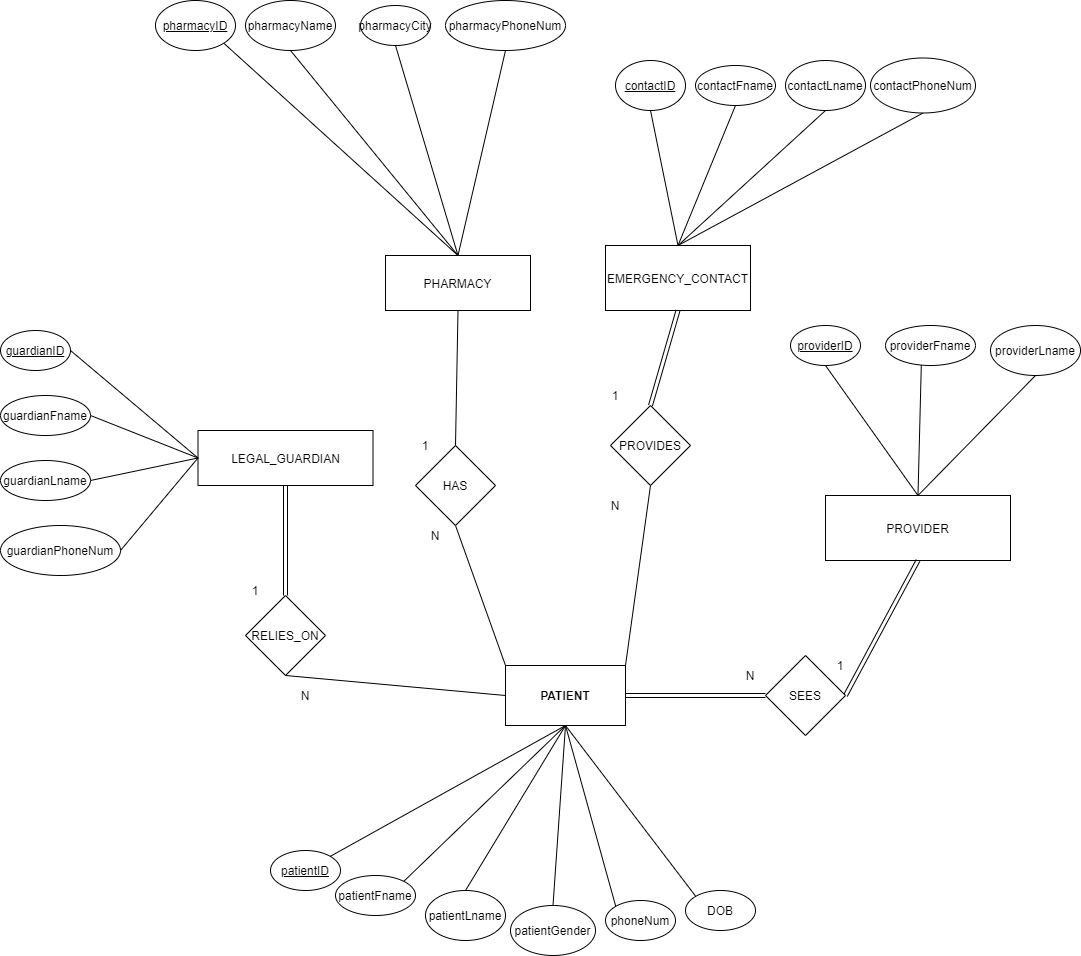 pharmacyID
pharmacyName
pharmacyCity
pharmacyPhoneNum
contactID
contactFname
contactLname
contactPhoneNum
PHARMACY
EMERGENCY_CONTACT
guardianID
guardianFname
guardianLname
guardianPhoneNum
LEGAL_GUARDIAN
providerID
providerFname
providerLname
PROVIDER
1
HAS
N
1
PROVIDES
N
1
RELIES_ON
N
PATIENT
N
SEES
1
patientID
patientFname
patientLname
patientGender
phoneNum
DOB